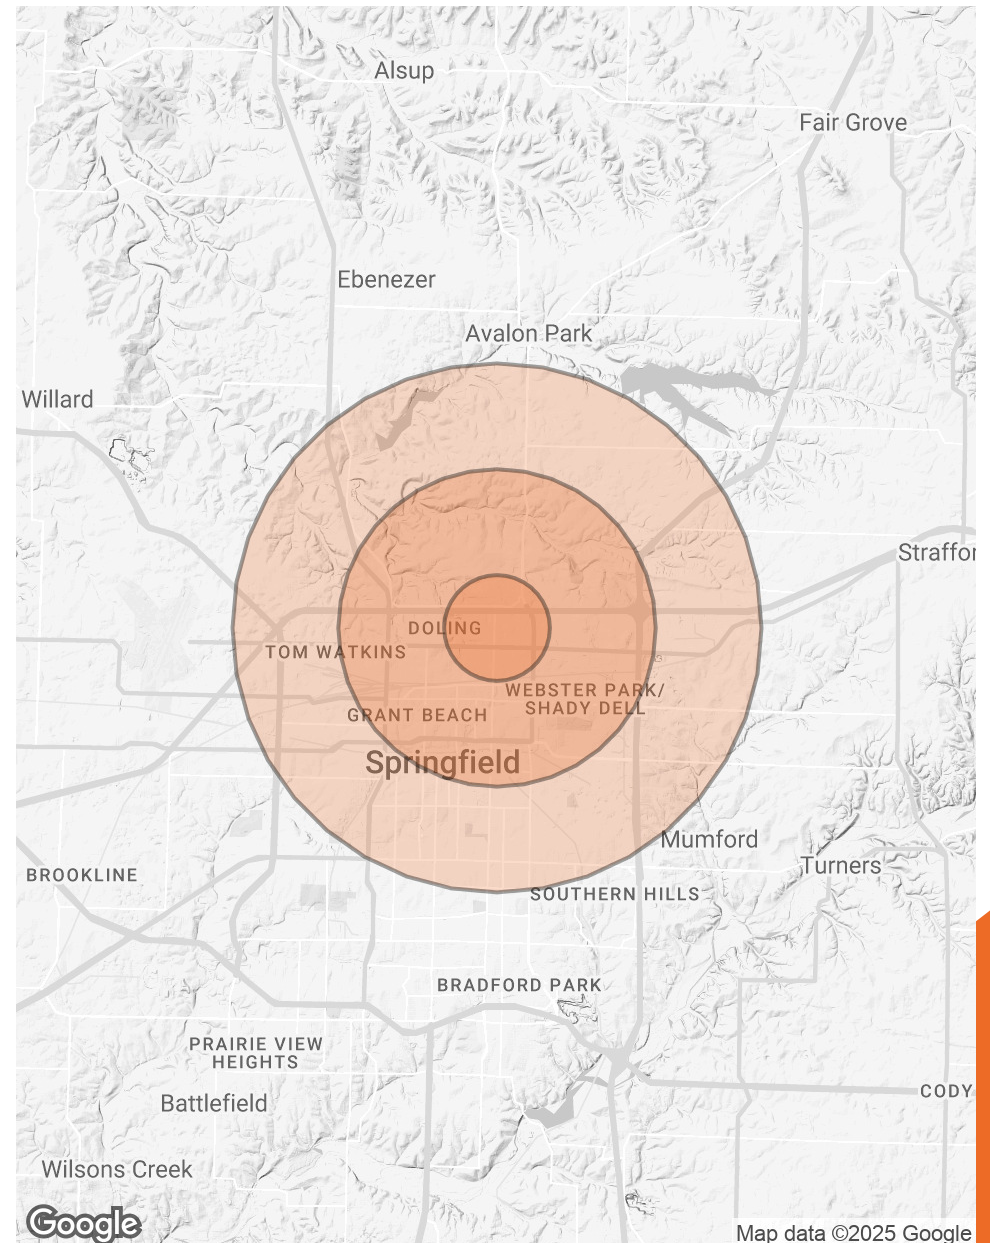 Alsup
Fair Grove
Ebenezer
Avalon Park
Willard
Straffor
DOLING
TOM WATKINS
WEBSTER PARK/
SHADY DELL
GRANT BEACH
Springfield
Mumford
Turners
BROOKLINE
SOUTHERN HILLS
BRADFORD PARK
PRAIRIE VIEW
HEIGHTS
CODY
Battlefield
Wilsons Creek
Google
Map data ©2025 Google